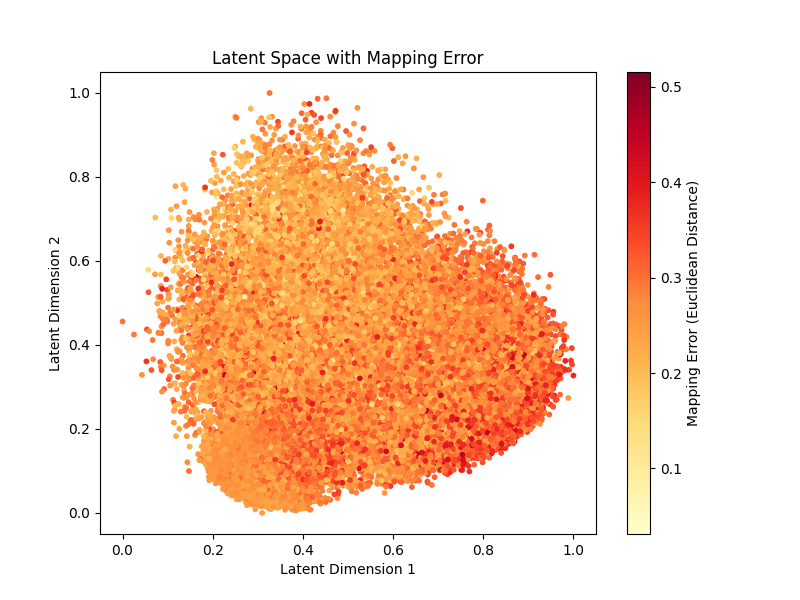 Latent Space with Mapping Error
1.0
0.8
0.6
0.4
0.2
0.0
Latent Dimension 2
0.0 0.2 0.4 0.6 0.8 1.0
Latent Dimension 1
0.5
0.4
0.3
0.2
0.1
Mapping Error (Euclidean Distance)